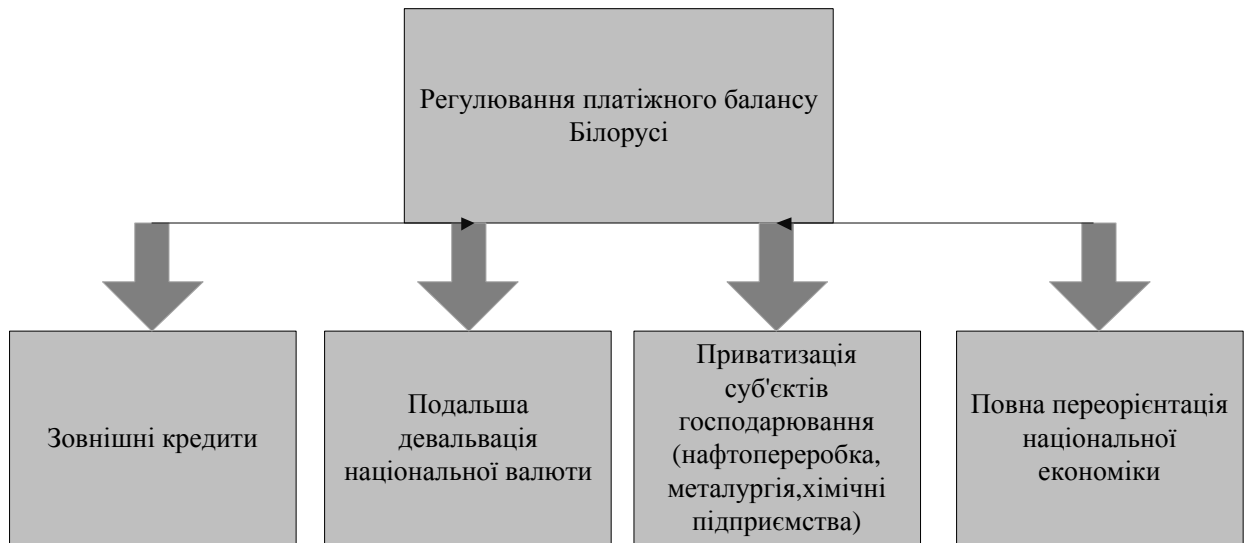 Регулювання платіжного балансу
Білорусі
Зовнішні кредити
Подальша
девальвація
національної валюти
Приватизація
суб'єктів
господарювання
(нафтопереробка,
металургія,хімічні
підприємства)
Повна переорієнтація
національної
економіки